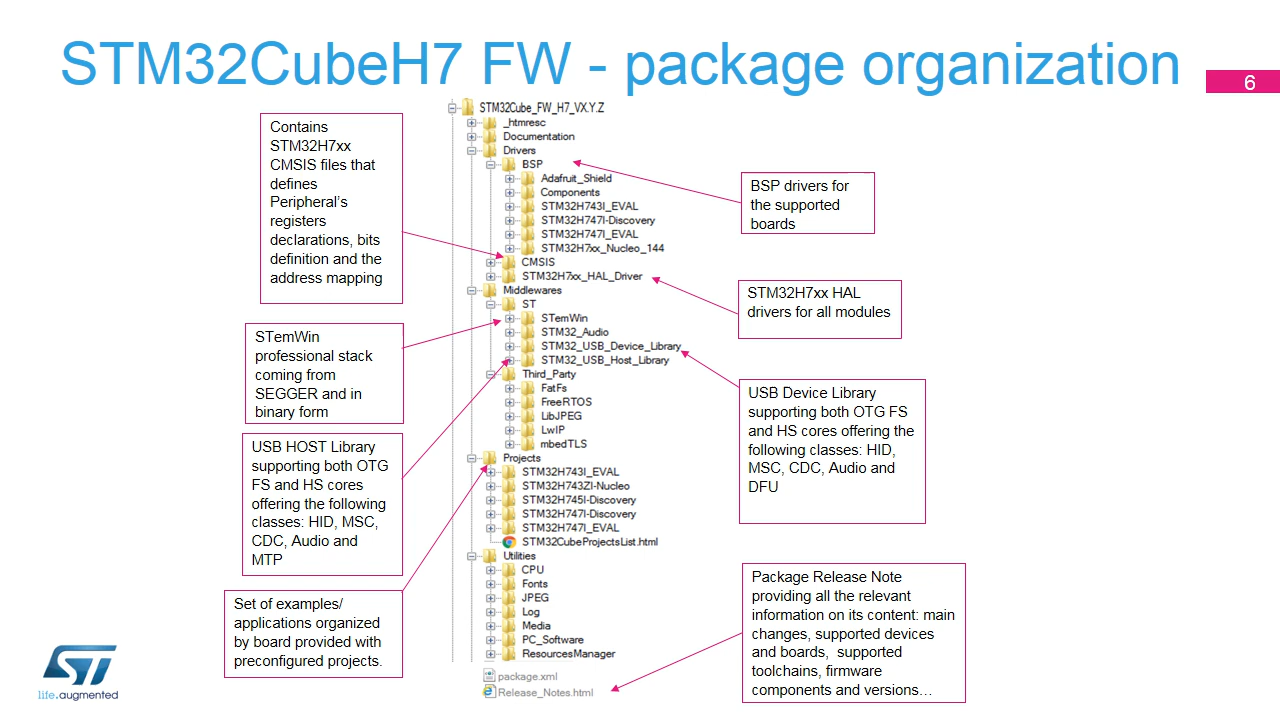 STM32CubeH7 FW - package organization
6
Contains
STM32H7xx
CMSIS files that
defines
Peripheral's
registers
declarations, bits
definition and the
address mapping
STemWin
professional stack
coming from
SEGGER and in
binary form
USB HOST Library
supporting both OTG
FS and HS cores
offering the following
classes: HID, MSC,
CDC, Audio and
MTP
Set of examples/
applications organized
by board provided with
preconfigured projects.
STM32Cube_FW_H7_VX.Y.Z
_htmresc
Documentation
Drivers
BSP
Adafruit_Shield
Components
STM32H743I_EVAL
STM32H747I-Discovery
STM32H747I_EVAL
STM32H7xx_Nucleo_144
CMSIS
STM32H7xx_HAL_Driver
Middlewares
ST
STemWin
STM32_Audio
STM32_USB_Device_Library
STM32_USB_Host_Library
Third_Party
FatFs
FreeRTOS
LibJPEG
LwIP
mbedTLS
Projects
STM32H743I_EVAL
STM32H743ZI-Nucleo
STM32H745I-Discovery
STM32H747I-Discovery
STM32H747I_EVAL
STM32CubeProjectsList.html
Utilities
CPU
Fonts
JPEG
Log
Media
PC_Software
ResourcesManager
package.xml
Release_Notes.html
BSP drivers for
the supported
boards
STM32H7xx HAL
drivers for all modules
USB Device Library
supporting both OTG FS
and HS cores offering the
following classes: HID,
MSC, CDC, Audio and
DFU
Package Release Note
providing all the relevant
information on its content: main
changes, supported devices
and boards,  supported
toolchains, firmware
components and versions…
ST
life.augmented